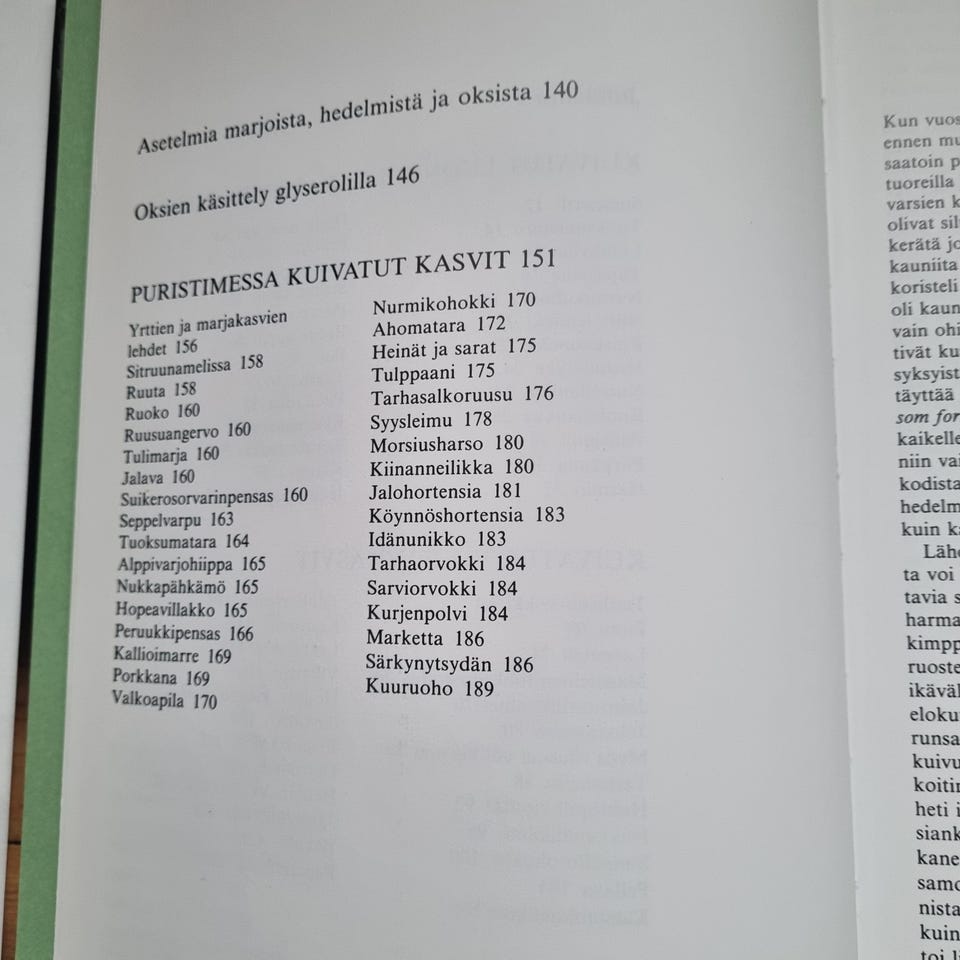 Asetelmia marjoista, hedelmistä ja oksista 140
Oksien käsittely glyserolilla 146
PURISTIMESSA KUIVATUT KASVIT 151
Yrttien ja marjakasvien
lehdet 156
Sitruunamelissa 158
Ruuta 158
Ruoko 160
Ruusuangervo 160
Tulimarja 160
Jalava 160
Suikerosorvarinpensas 160
Seppelvarpu 163
Tuoksumatara 164
Alppivarjohiippa 165
Nukkapähkämö 165
Hopeavillakko 165
Peruukkipensas 166
Kallioimarre 169
Porkkana 169
Valkoapila 170
Nurmikohokki 170
Ahomatara 172
Heinät ja sarat 175
Tulppaani 175
Tarhasalkoruusu 176
Syysleimu 178
Morsiusharso 180
Kiinanneilikka 180
Jalohortensia 181
Köynnöshortensia 183
Idänunikko 183
Tarhaorvokki 184
Sarviorvokki 184
Kurjenpolvi 184
Marketta 186
Särkynytsydän 186
Kuuruoho 189
Kun vuos
ennen mu
saatoin p
tuoreilla
varsien k
olivat sil
kerätä jo
kauniita
koristeli
oli kaun
vain ohi
tivät ku
syksyist
täyttää
som for
kaikelle
niin vai
kodista
hedelm
kuin k
Läh
ta voi
tavia s
harma
kimpp
ruoste
ikäväl
eloku
runsa
kuivu
koitin
heti i
siank
kane
samo
nista
kuin